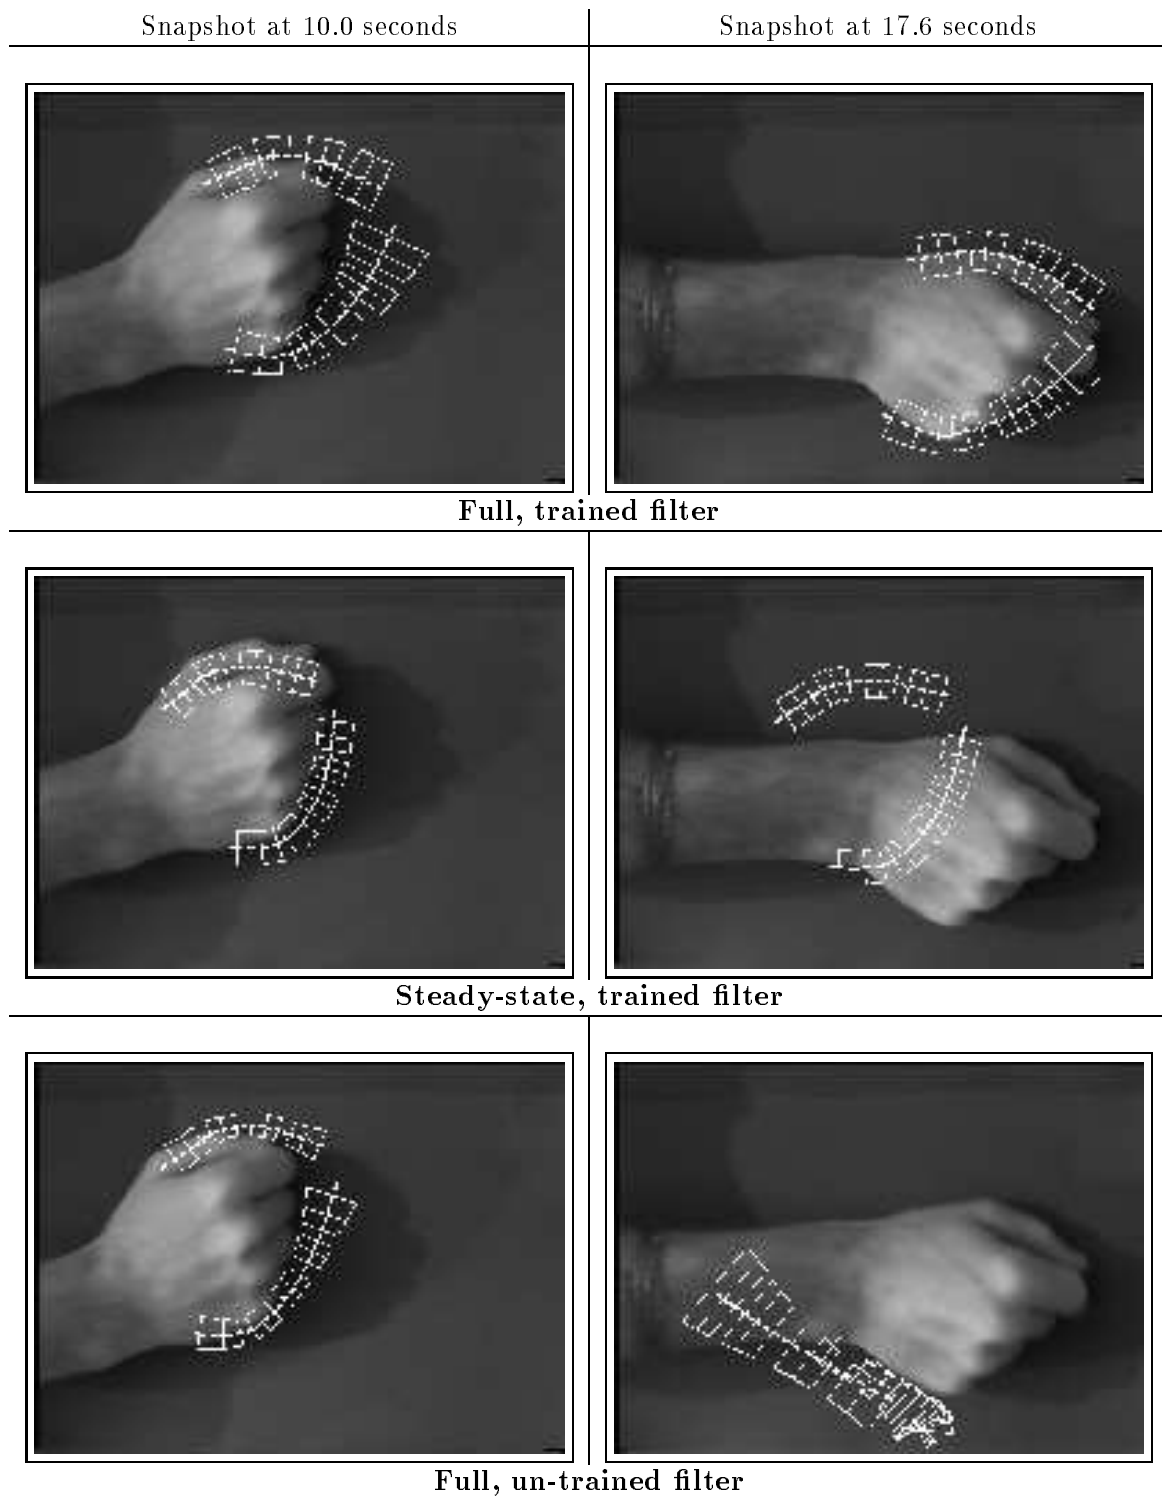 Snapshot at 10.0 seconds
Snapshot at 17.6 seconds
Full, trained filter
Steady-state, trained filter
Full, un-trained filter